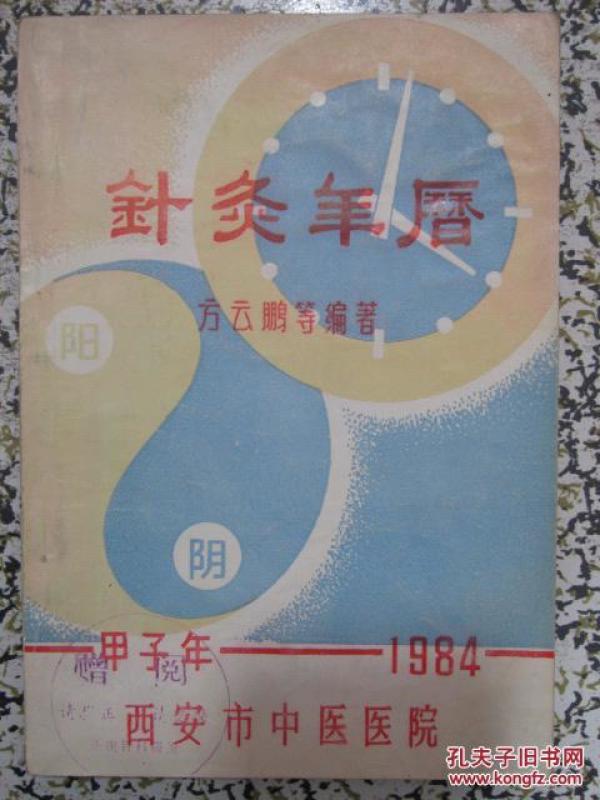 針灸年曆
方云鹏等編著
阳
阴
甲子年 1984
赠阅
西安市中医医院
孔夫子旧书网
www.kongfz.com